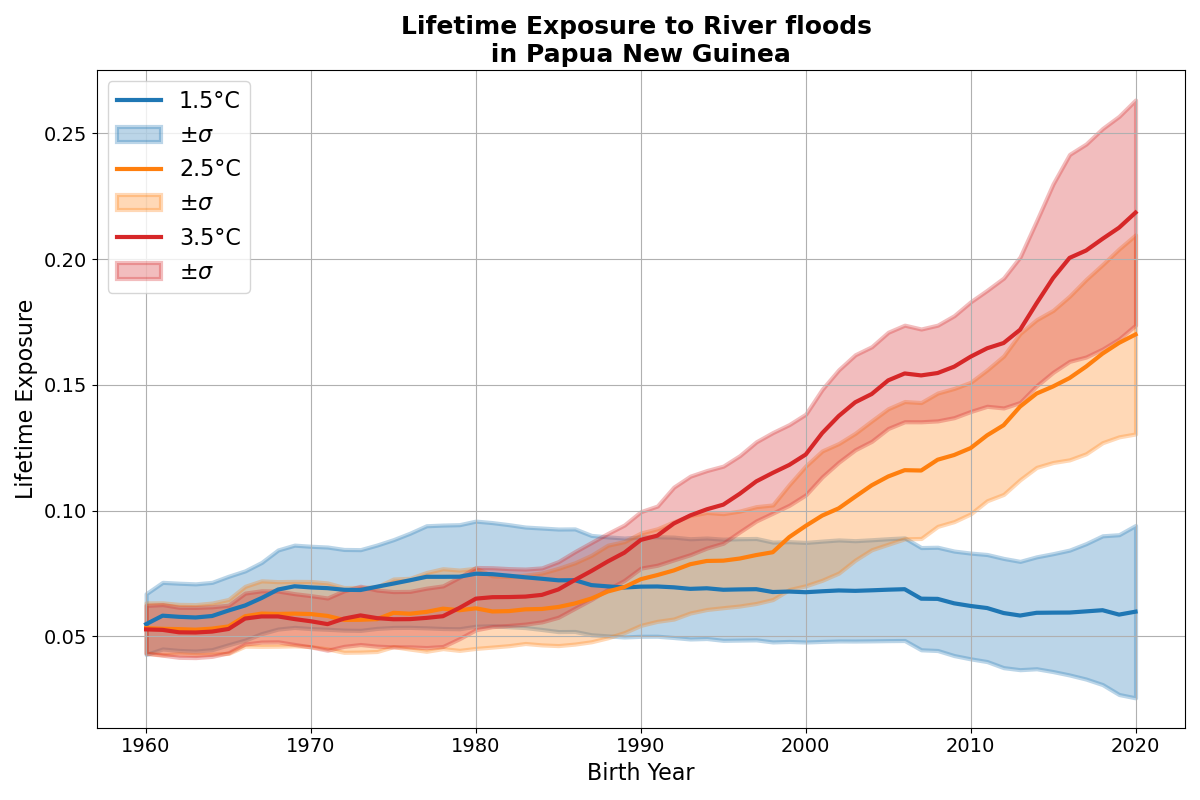 Lifetime Exposure to River floods
in Papua New Guinea
1.5°C
±σ
2.5°C
±σ
3.5°C
±σ
Lifetime Exposure
0.25
0.20
0.15
0.10
0.05
1960 1970 1980 1990 2000 2010 2020
Birth Year